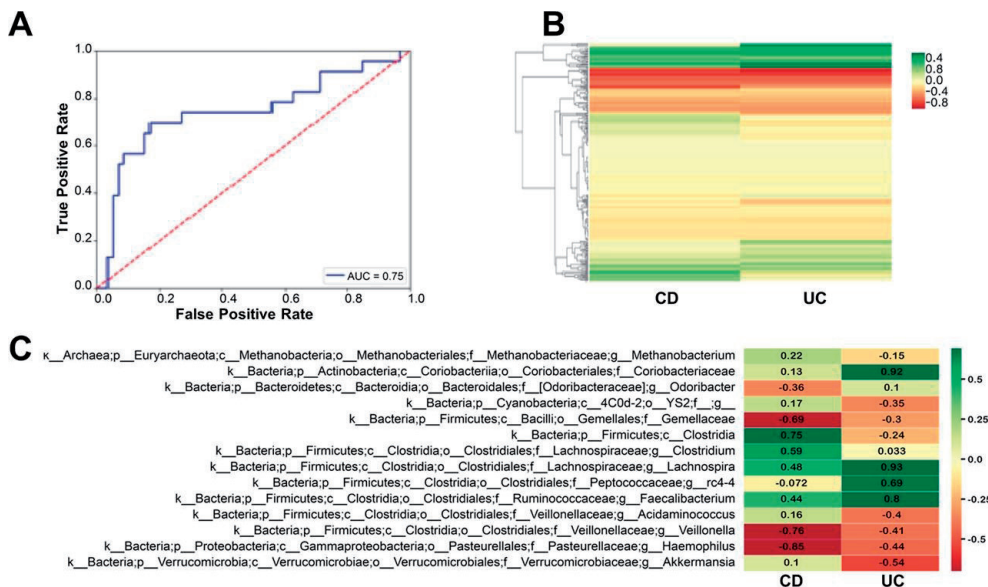 A
B
1.0
0.8
0.6
0.4
0.2
0.0
True Positive Rate
0.0 0.2 0.4 0.6 0.8 1.0
False Positive Rate
AUC = 0.75
0.4
0.8
−0.4
−0.8
CD UC
C
k__Archaea;p__Euryarchaeota;c__Methanobacteria;o__Methanobacteriales;f__Methanobacteriaceae;g__Methanobacterium 0.22 -0.15
k__Bacteria;p__Actinobacteria;c__Coriobacteriia;o__Coriobacteriales;f__Coriobacteriaceae 0.13 0.92
k__Bacteria;p__Bacteroidetes;c__Bacteroidia;o__Bacteroidales;f__[Odoribacteraceae];g__Odoribacter -0.36 0.1
k__Bacteria;p__Cyanobacteria;c__4C0d-2;o__YS2;f__;g__ 0.17 -0.35
k__Bacteria;p__Firmicutes;c__Bacilli;o__Gemellales;f__Gemellaceae -0.69 -0.3
k__Bacteria;p__Firmicutes;c__Clostridia 0.75 -0.24
k__Bacteria;p__Firmicutes;c__Clostridia;o__Clostridiales;f__Lachnospiraceae;g__Clostridium 0.59 0.033
k__Bacteria;p__Firmicutes;c__Clostridia;o__Clostridiales;f__Lachnospiraceae;g__Lachnospira 0.48 0.93
k__Bacteria;p__Firmicutes;c__Clostridia;o__Clostridiales;f__Peptococcaceae;g__rc4-4 -0.072 0.69
k__Bacteria;p__Firmicutes;c__Clostridia;o__Clostridiales;f__Ruminococcaceae;g__Faecalibacterium 0.44 0.8
k__Bacteria;p__Firmicutes;c__Clostridia;o__Clostridiales;f__Veillonellaceae;g__Acidaminococcus 0.16 -0.4
k__Bacteria;p__Firmicutes;c__Clostridia;o__Clostridiales;f__Veillonellaceae;g__Veillonella -0.76 -0.41
k__Bacteria;p__Proteobacteria;c__Gammaproteobacteria;o__Pasteurellales;f__Pasteurellaceae;g__Haemophilus -0.85 -0.44
k__Bacteria;p__Verrucomicrobia;c__Verrucomicrobiae;o__Verrucomicrobiales;f__Verrucomicrobiaceae;g__Akkermansia 0.1 -0.54
CD UC
0.5
0.25
0.00
-0.25
-0.5